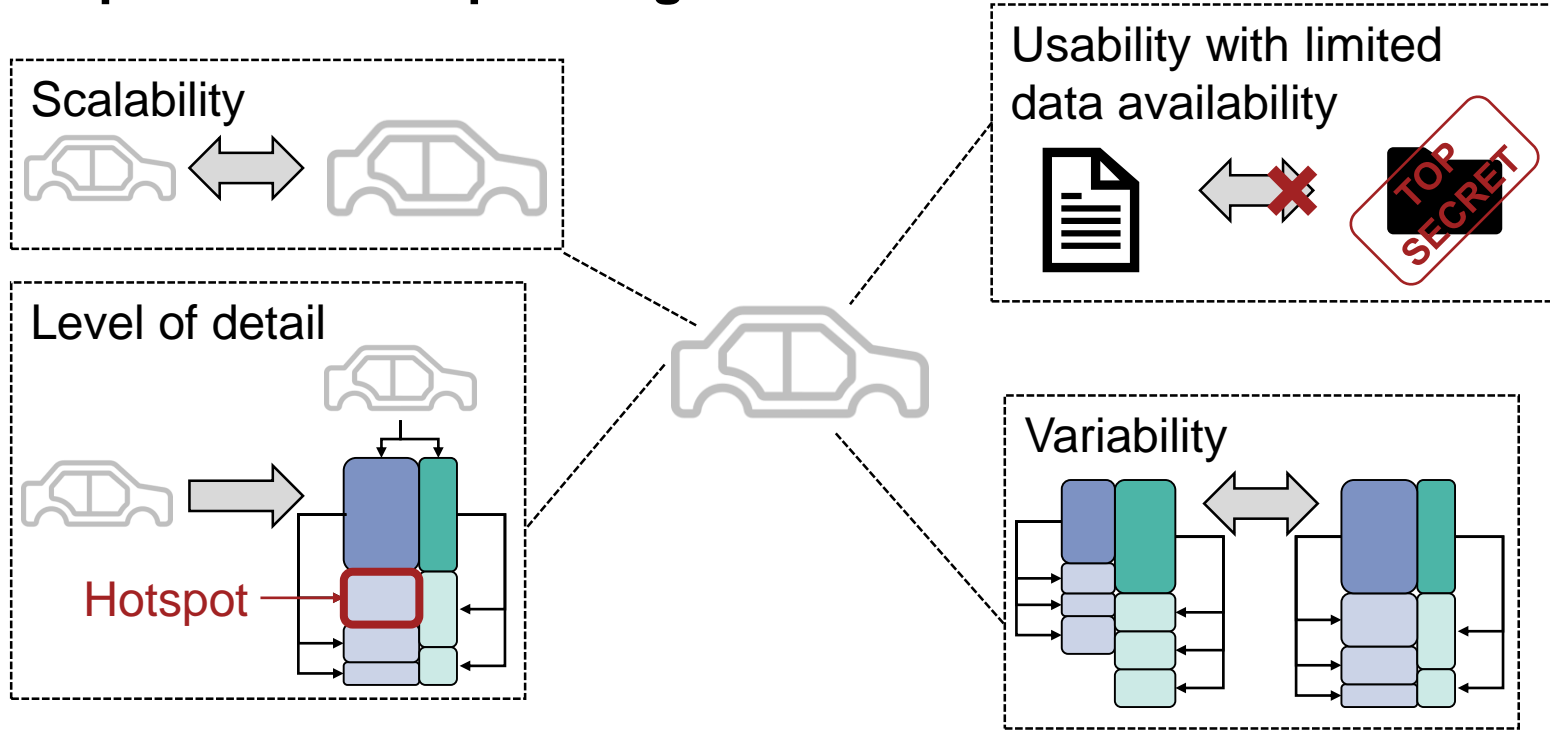 Scalability
Usability with limited
data availability
TOP
SECRET
Level of detail
Hotspot
Variability